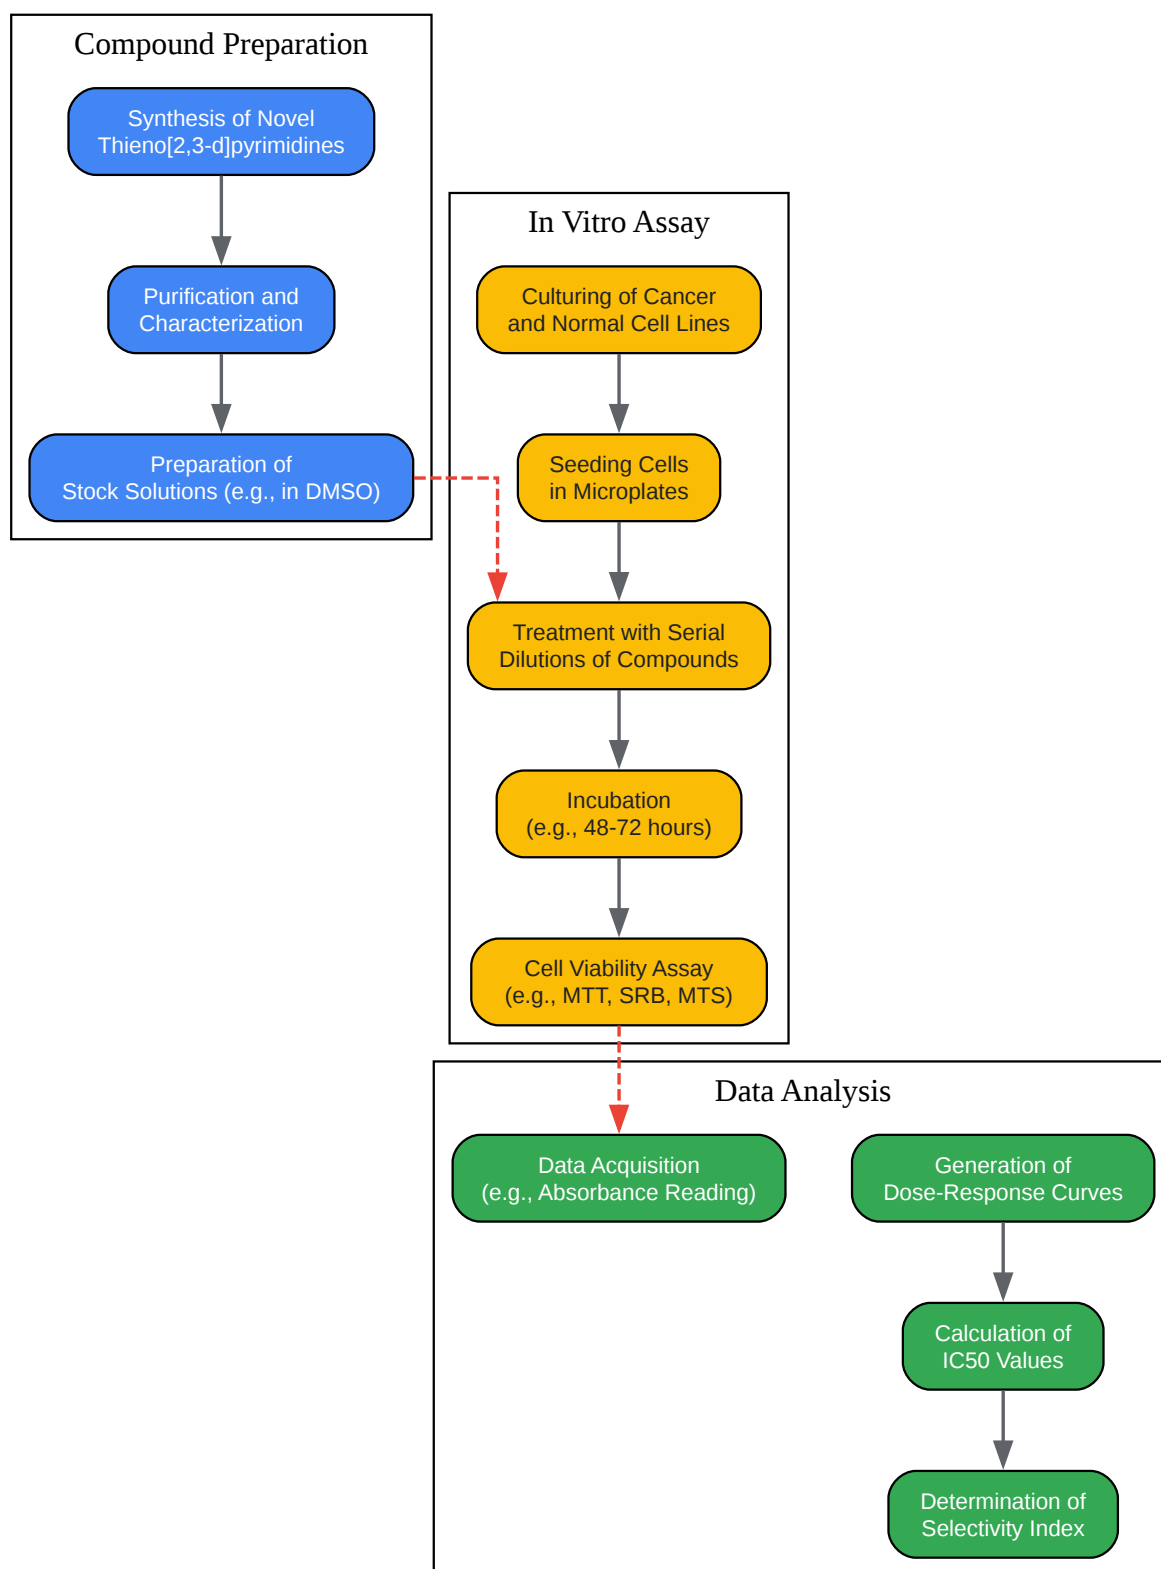 Compound Preparation
Synthesis of Novel
Thieno[2,3-d]pyrimidines
Purification and
Characterization
Preparation of
Stock Solutions (e.g., in DMSO)
In Vitro Assay
Culturing of Cancer
and Normal Cell Lines
Seeding Cells
in Microplates
Treatment with Serial
Dilutions of Compounds
Incubation
(e.g., 48-72 hours)
Cell Viability Assay
(e.g., MTT, SRB, MTS)
Data Analysis
Data Acquisition
(e.g., Absorbance Reading)
Generation of
Dose-Response Curves
Calculation of
IC50 Values
Determination of
Selectivity Index